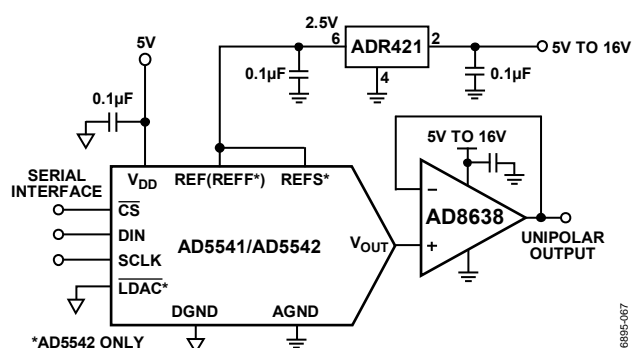 5V
2.5V
6
ADR421
2
4
5V TO 16V
0.1µF
0.1µF
0.1µF
5V TO 16V
SERIAL
INTERFACE
VDD
REF(REFF*)
REFS*
CS
DIN
SCLK
LDAC*
AD5541/AD5542
VOUT
DGND
AGND
–
+
AD8638
UNIPOLAR
OUTPUT
*AD5542 ONLY
6895-067